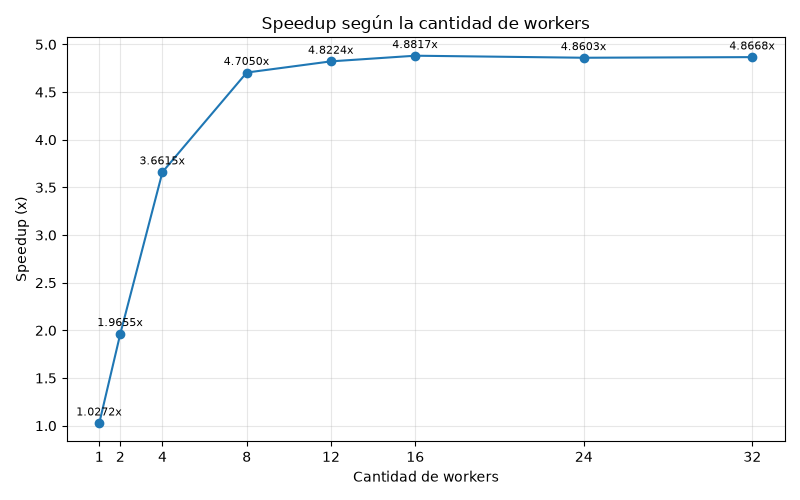 Speedup según la cantidad de workers
Speedup (x)
5.0
4.5
4.0
3.5
3.0
2.5
2.0
1.5
1.0
1.0272x
1.9655x
3.6615x
4.7050x
4.8224x
4.8817x
4.8603x
4.8668x
1 2 4 8 12 16 24 32
Cantidad de workers